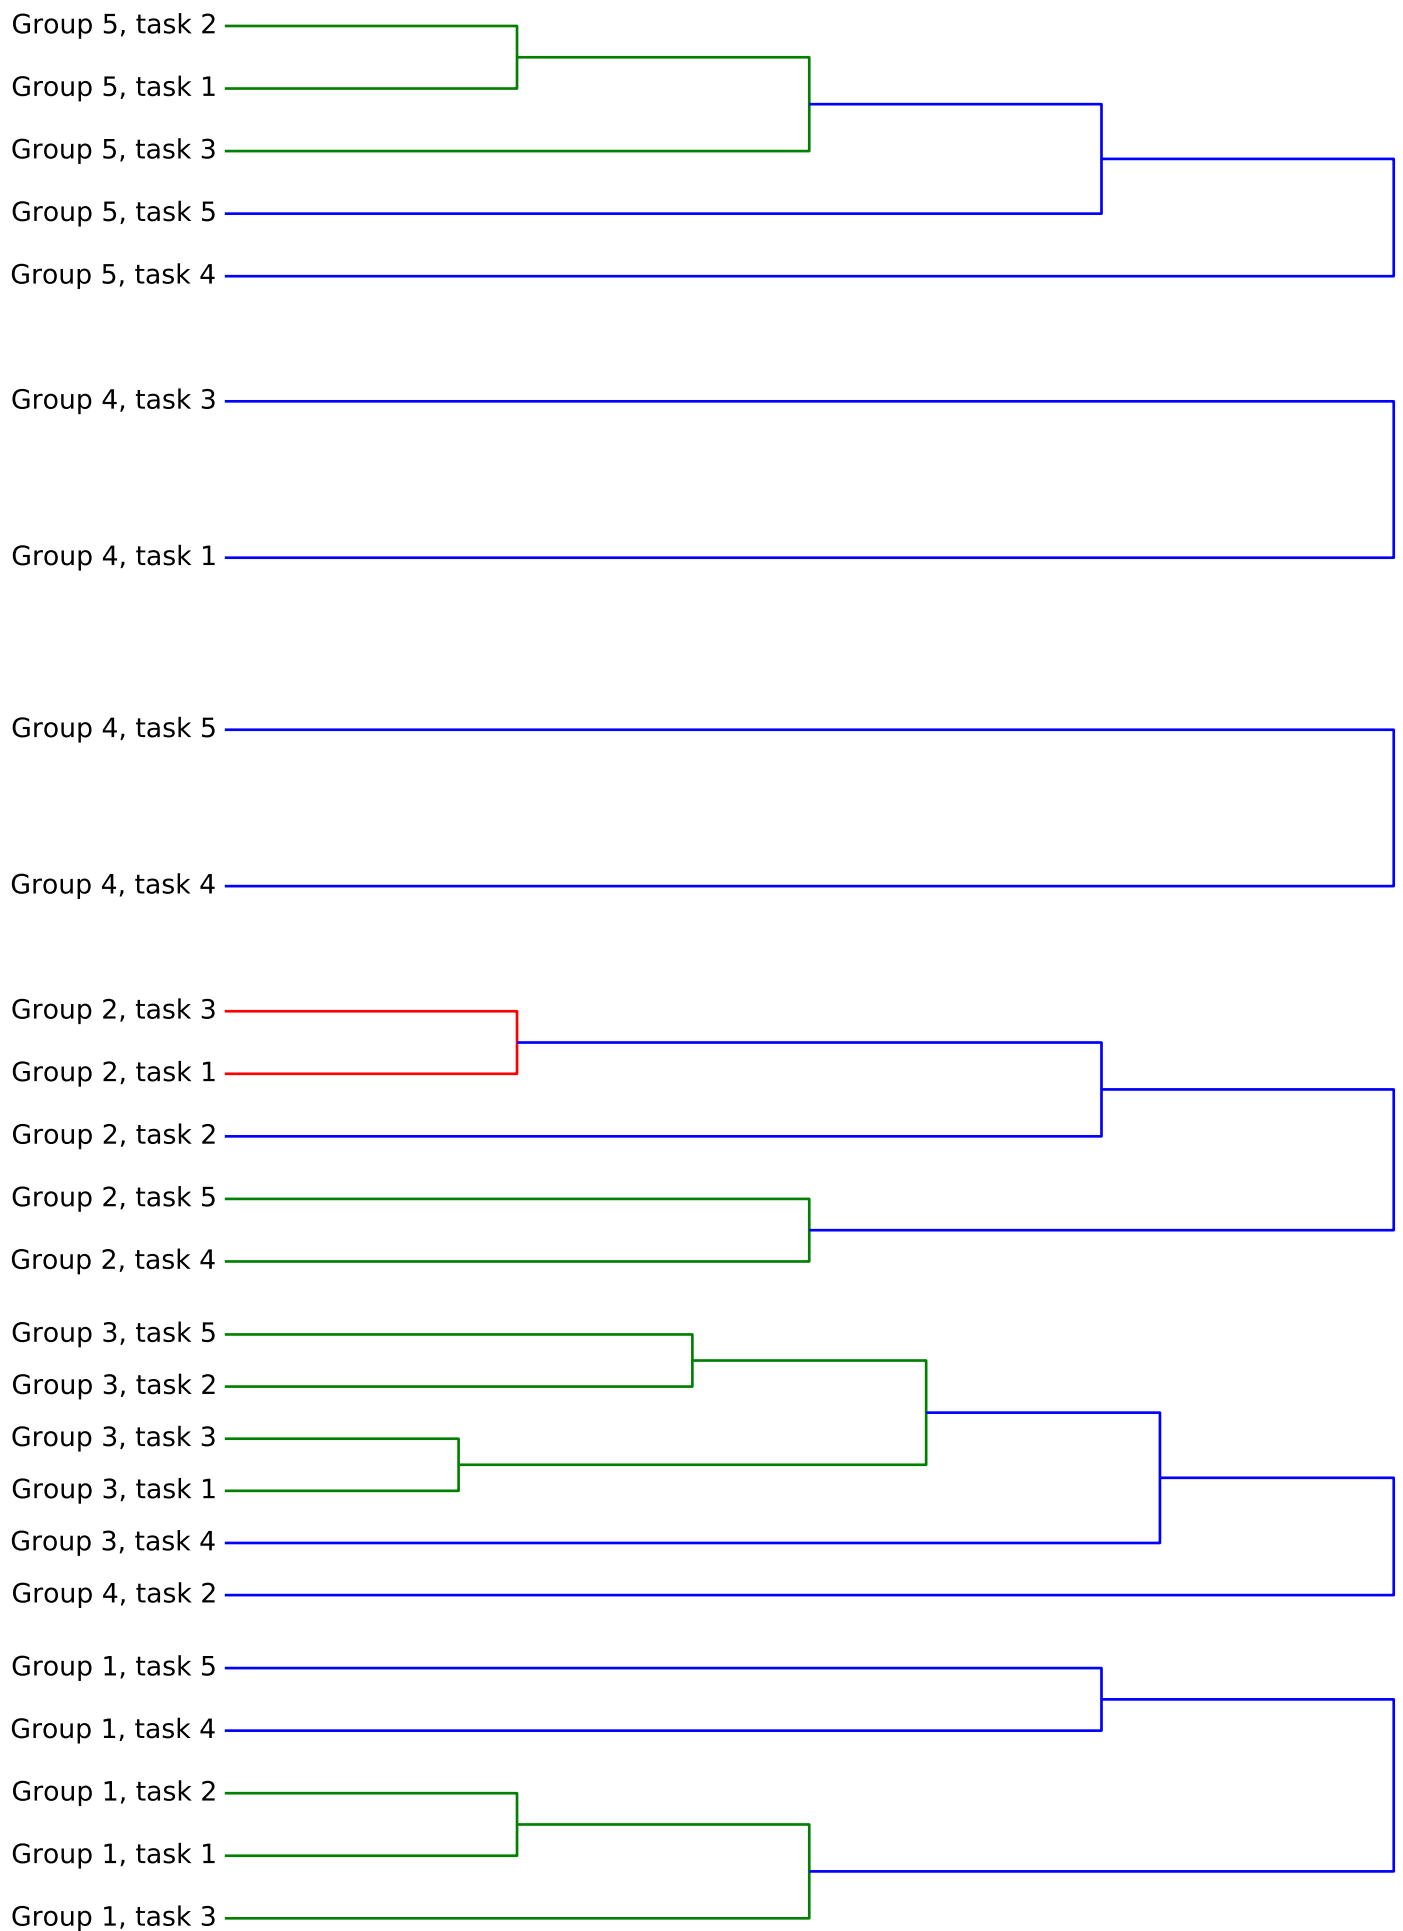 Group 5, task 2
Group 5, task 1
Group 5, task 3
Group 5, task 5
Group 5, task 4
Group 4, task 3
Group 4, task 1
Group 4, task 5
Group 4, task 4
Group 2, task 3
Group 2, task 1
Group 2, task 2
Group 2, task 5
Group 2, task 4
Group 3, task 5
Group 3, task 2
Group 3, task 3
Group 3, task 1
Group 3, task 4
Group 4, task 2
Group 1, task 5
Group 1, task 4
Group 1, task 2
Group 1, task 1
Group 1, task 3